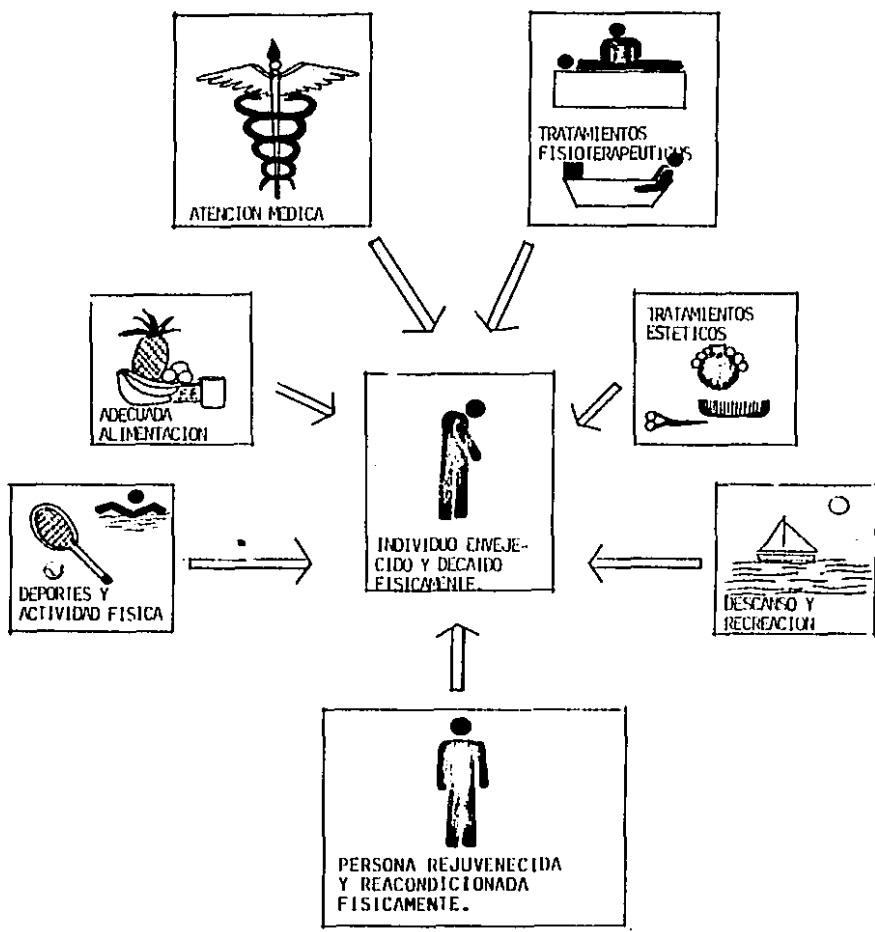 ATENCION MEDICA
TRATAMIENTOS
FISIOTERAPEUTICOS
ADECUADA
ALIMENTACION
TRATAMIENTOS
ESTETICOS
INDIVIDUO ENVEJE-
CIDO Y DECAIDO
FISICAMENTE.
DEPORTES Y
ACTIVIDAD FISICA
DESCANSO Y
RECREACION
PERSONA REJUVENECIDA
Y REACONDICIONADA
FISICAMENTE.